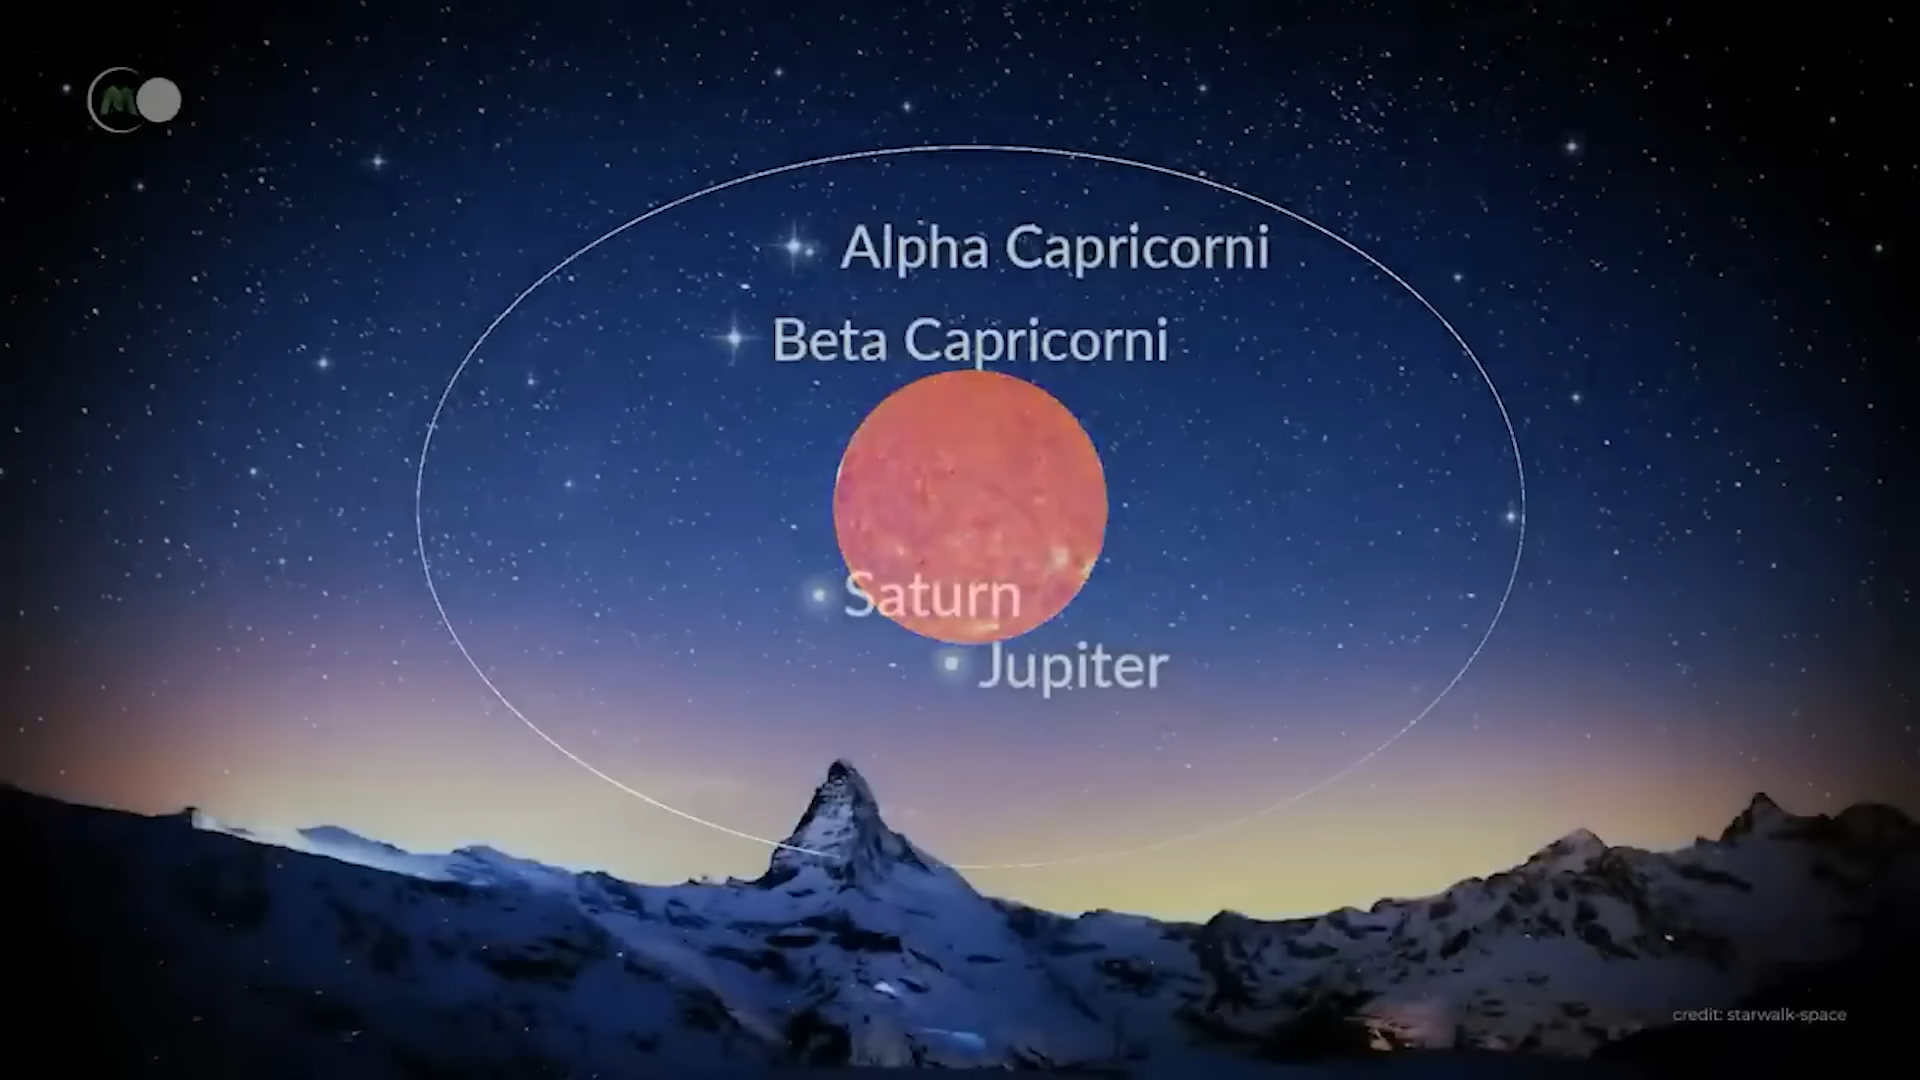 M
Alpha Capricorni
Beta Capricorni
Saturn
Jupiter
credit: starwalk-space